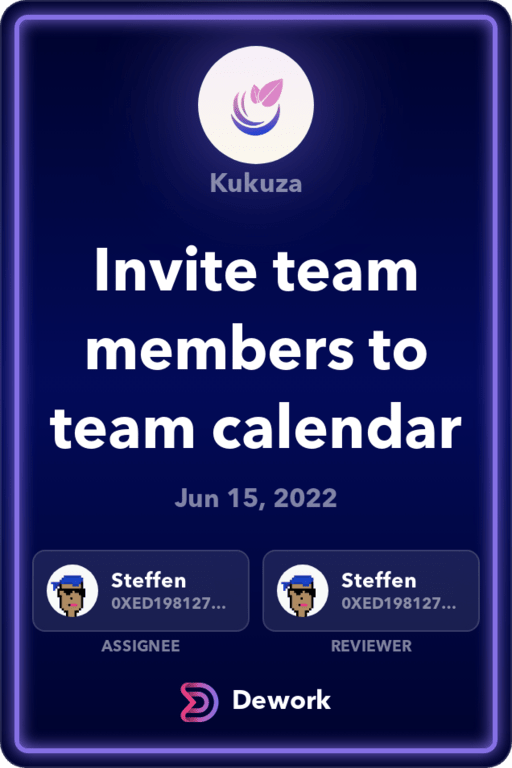 Kukuza
Invite team
members to
team calendar
Jun 15, 2022
Steffen
0XED198127...
ASSIGNEE
Steffen
0XED198127...
REVIEWER
Dework